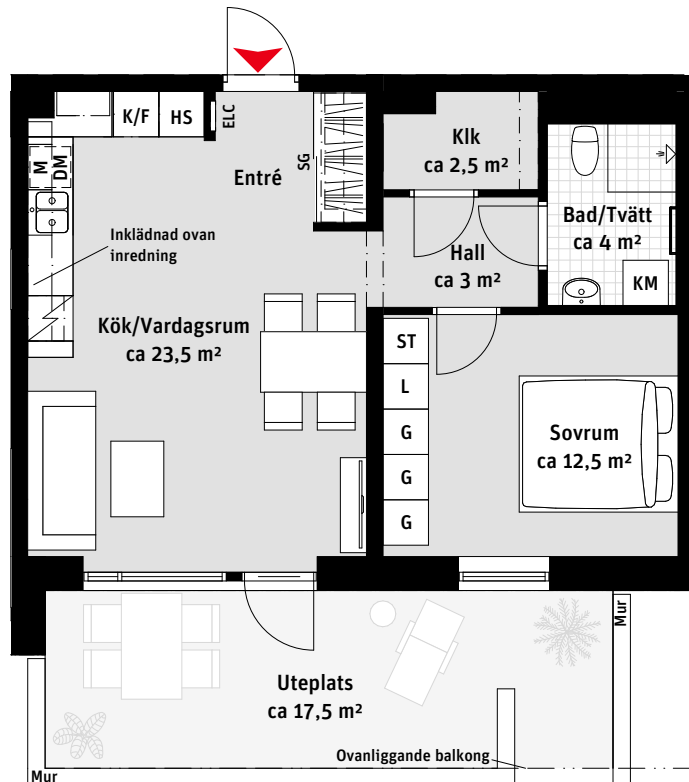 K/F
HS
ELC
SG
Entré
Klk
ca 2,5 m²
M
DM
Inklädnad ovan
inredning
Hall
ca 3 m²
Bad/Tvätt
ca 4 m²
KM
Kök/Vardagsrum
ca 23,5 m²
ST
L
G
G
G
Sovrum
ca 12,5 m²
Uteplats
ca 17,5 m²
Mur
Ovanliggande balkong
Mur